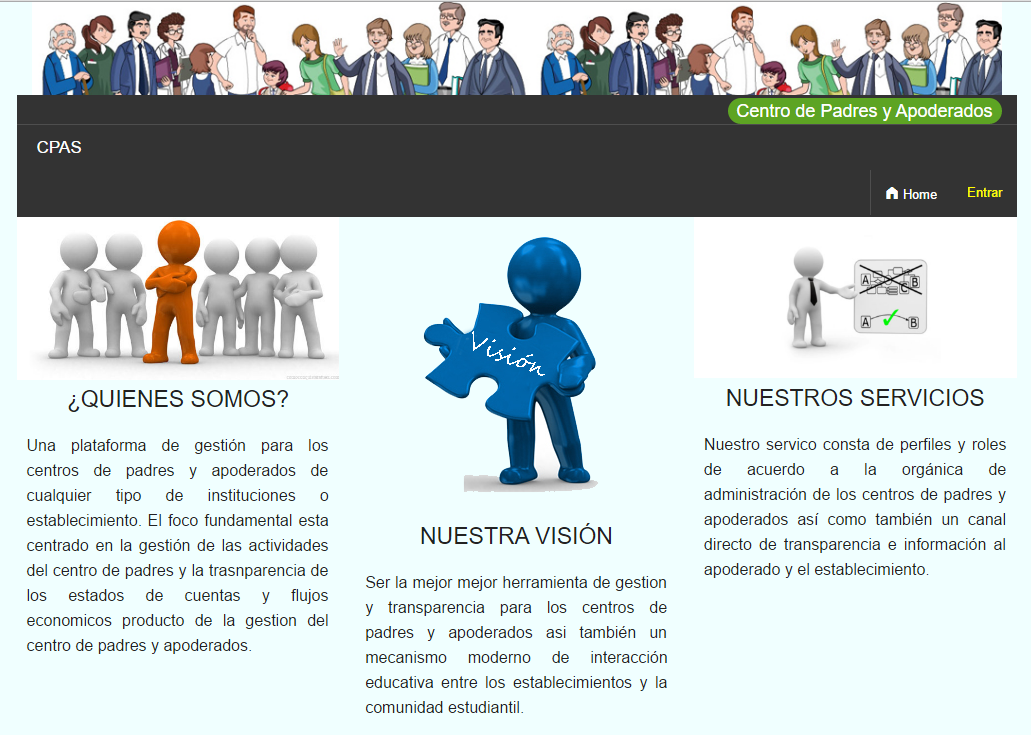 Centro de Padres y Apoderados
CPAS
Home
Entrar
¿QUIENES SOMOS?
Una plataforma de gestión para los
centros de padres y apoderados de
cualquier tipo de instituciones o
establecimiento. El foco fundamental esta
centrado en la gestión de las actividades
del centro de padres y la trasnparencia de
los estados de cuentas y flujos
economicos producto de la gestion del
centro de padres y apoderados.
Visión
NUESTRA VISIÓN
Ser la mejor mejor herramienta de gestion
y transparencia para los centros de
padres y apoderados asi también un
mecanismo moderno de interacción
educativa entre los establecimientos y la
comunidad estudiantil.
A
B
C
A
B
NUESTROS SERVICIOS
Nuestro servico consta de perfiles y roles
de acuerdo a la orgánica de
administración de los centros de padres y
apoderados así como también un canal
directo de transparencia e información al
apoderado y el establecimiento.